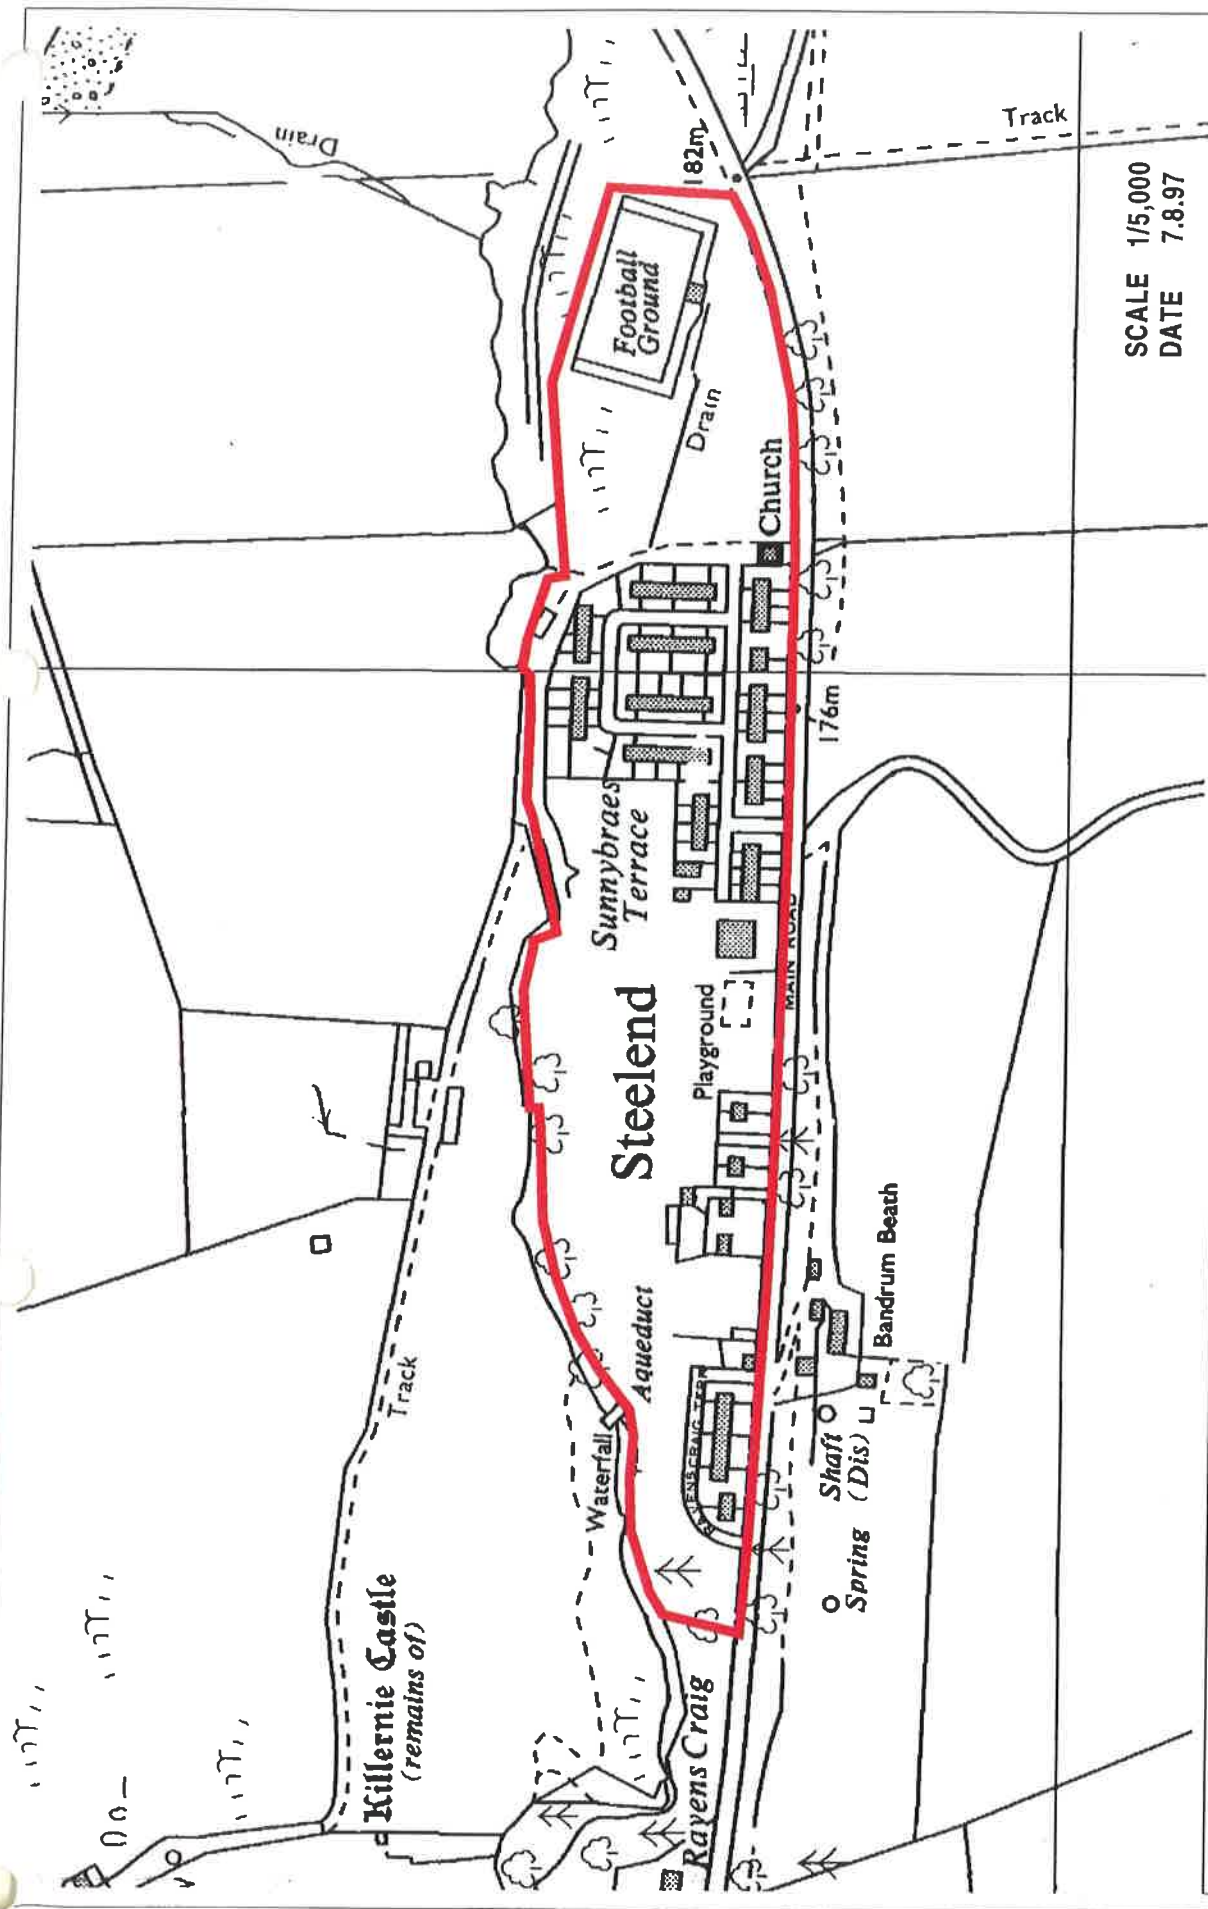 Killernie Castle
(remains of)
Track
Drain
Waterfall
Aqueduct
Ravens Craig
RAVENSCRAIG TERR
Steelend
Playground
Sunnybraes
Terrace
Football
Ground
Drain
Church
182m
176m
MAIN ROAD
Track
Spring
Shaft
(Dis)
Bandrum Beath
SCALE 1/5,000
DATE 7.8.97